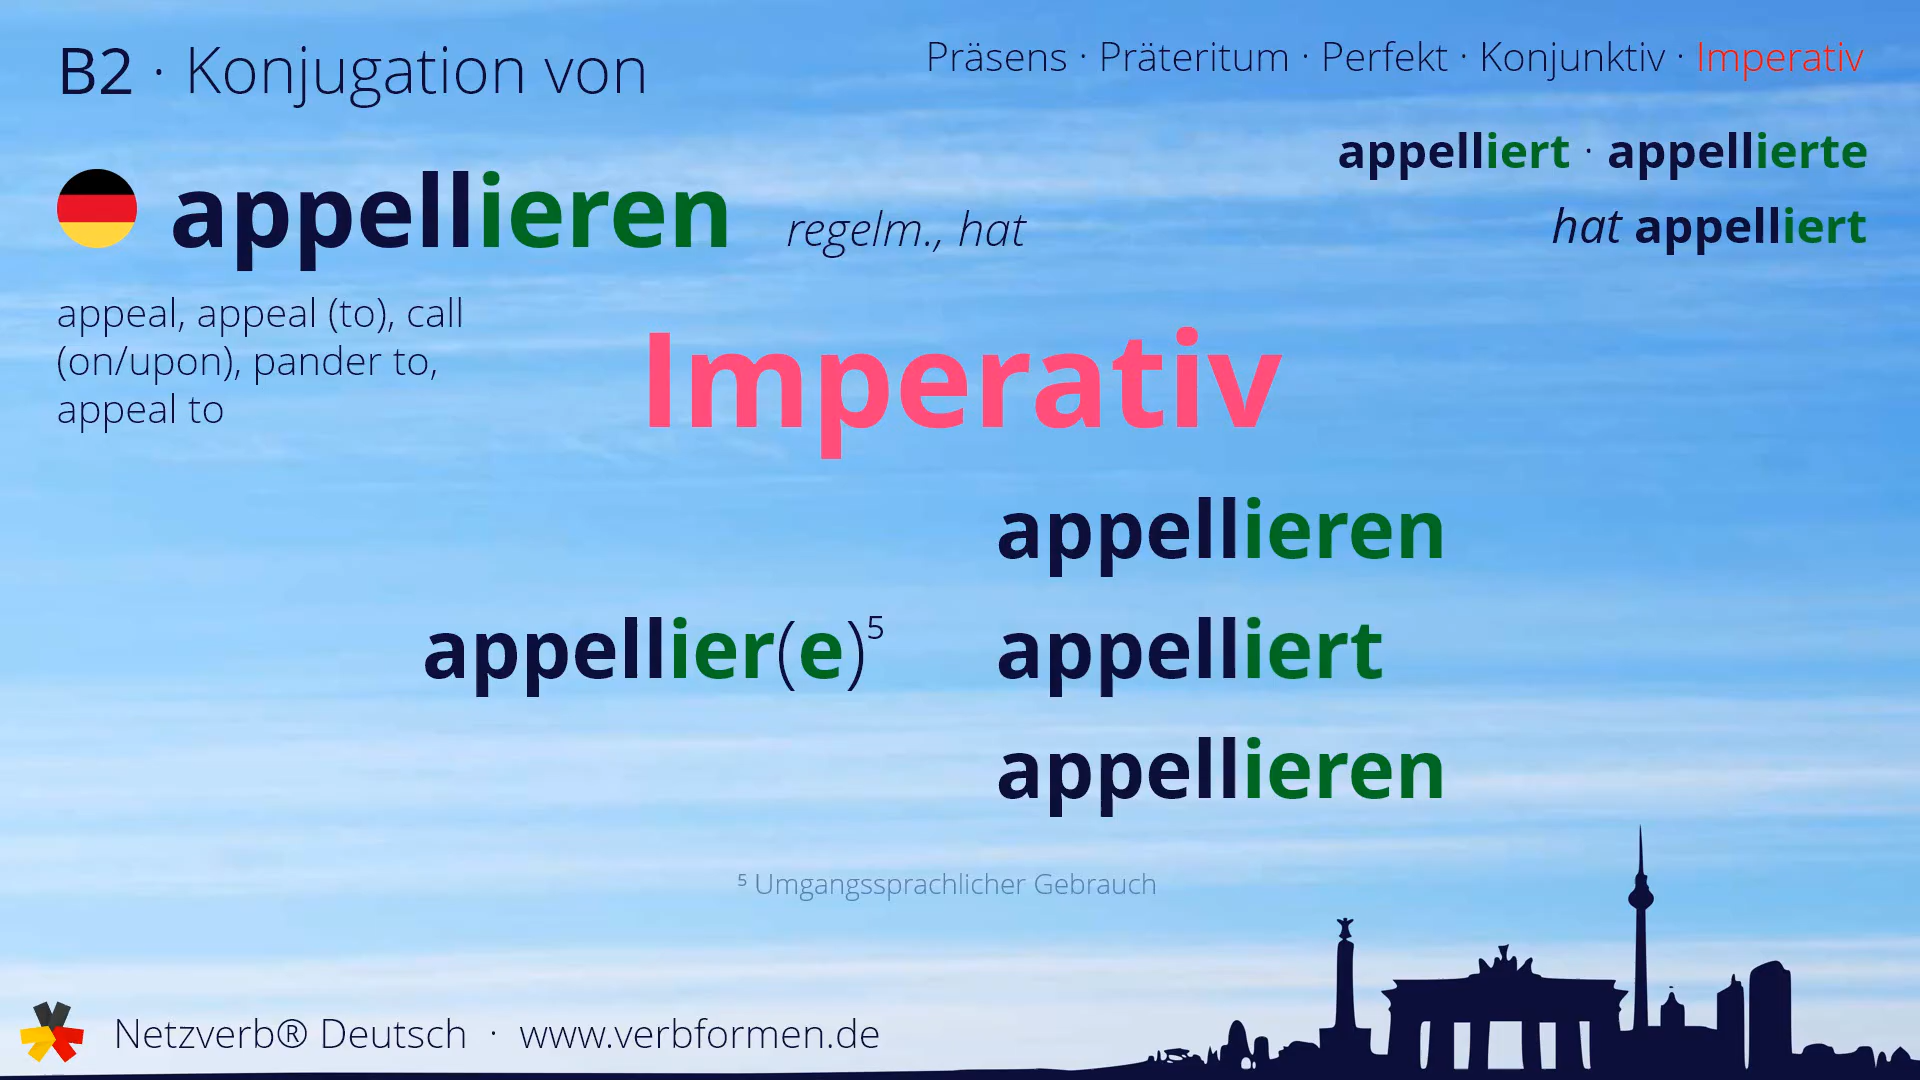 B2 · Konjugation von
Präsens · Präteritum · Perfekt · Konjunktiv · Imperativ
appelliert · appellierte
appellieren regelm., hat
hat appelliert
appeal, appeal (to), call
(on/upon), pander to,
appeal to
Imperativ
appellieren
appellier(e)⁵ appelliert
appellieren
⁵ Umgangssprachlicher Gebrauch
Netzverb® Deutsch · www.verbformen.de